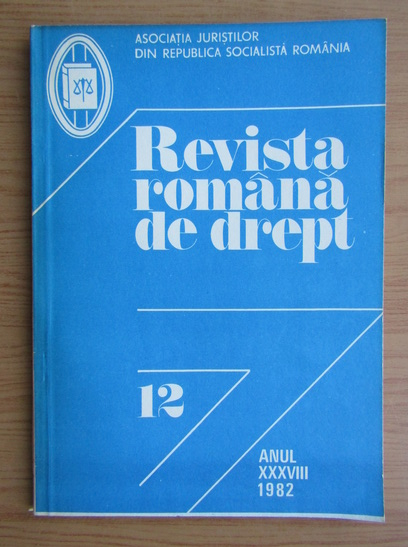 ASOCIAȚIA JURIȘTILOR
DIN REPUBLICA SOCIALISTĂ ROMÂNIA
Revista
română
de drept
12
ANUL
XXXVIII
1982